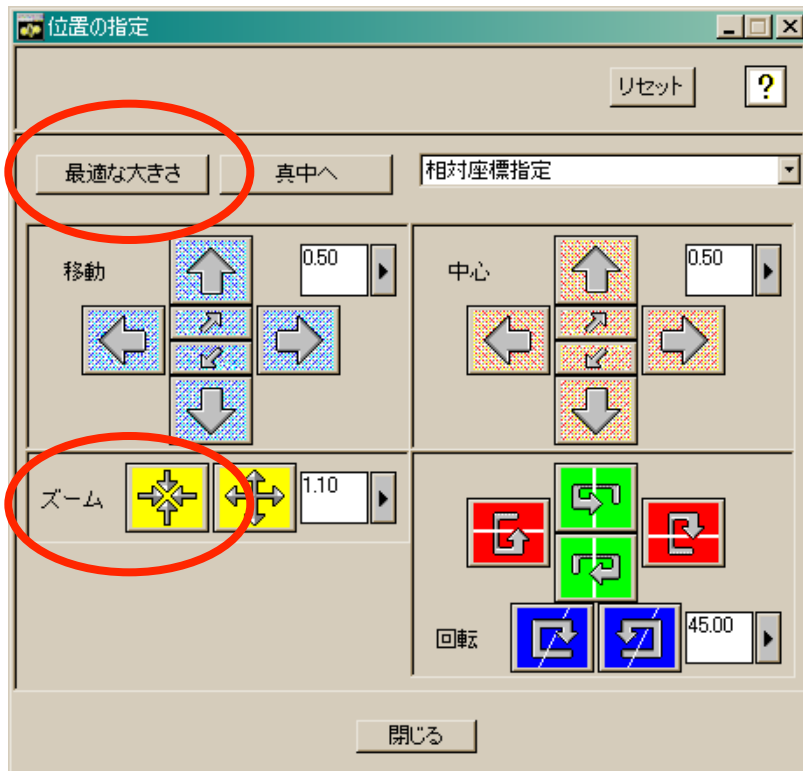 位置の指定
リセット
?
最適な大きさ 真中へ 相対座標指定
移動 0.50 中心 0.50
ズーム 1.10
回転 45.00
閉じる